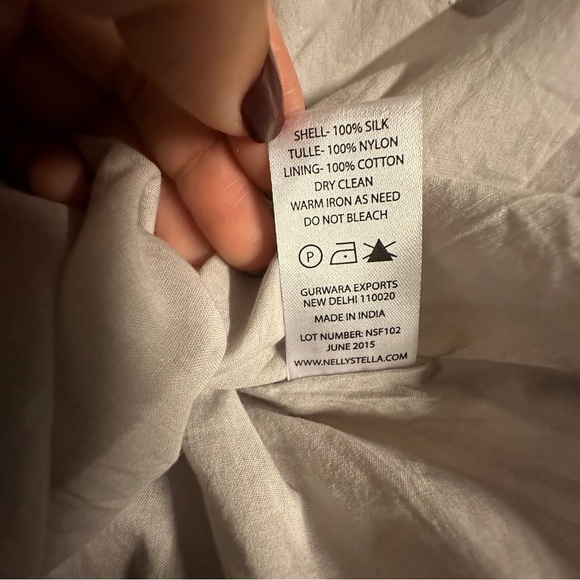 SHELL- 100% SILK
TULLE- 100% NYLON
LINING- 100% COTTON
DRY CLEAN
WARM IRON AS NEED
DO NOT BLEACH
P
GURWARA EXPORTS
NEW DELHI 110020
MADE IN INDIA
LOT NUMBER: NSF102
JUNE 2015
WWW.NELLYSTELLA.COM